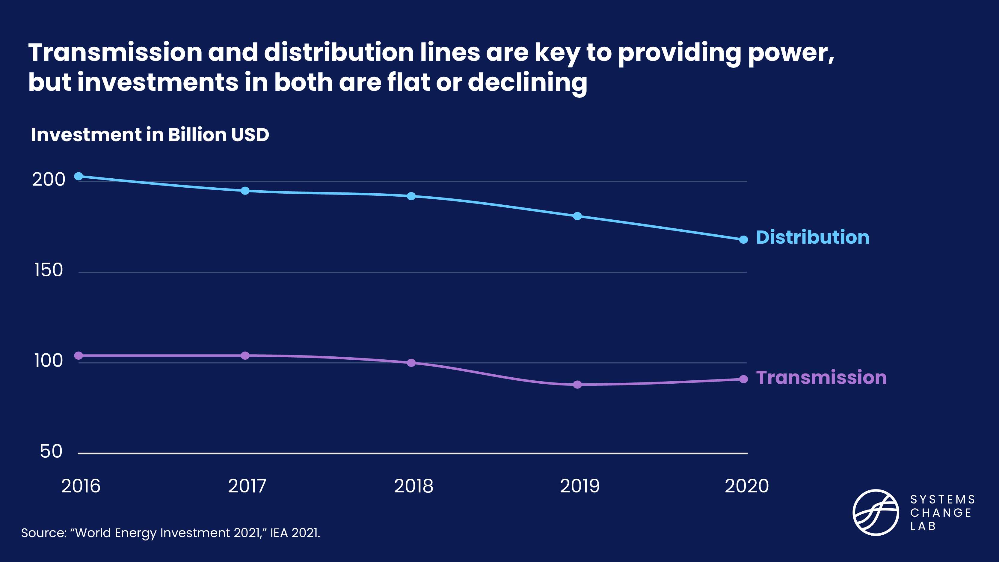 Transmission and distribution lines are key to providing power,
but investments in both are flat or declining
Investment in Billion USD
200
150
100
50
Distribution
Transmission
2016 2017 2018 2019 2020
SYSTEMS
CHANGE
LAB
Source: “World Energy Investment 2021,” IEA 2021.